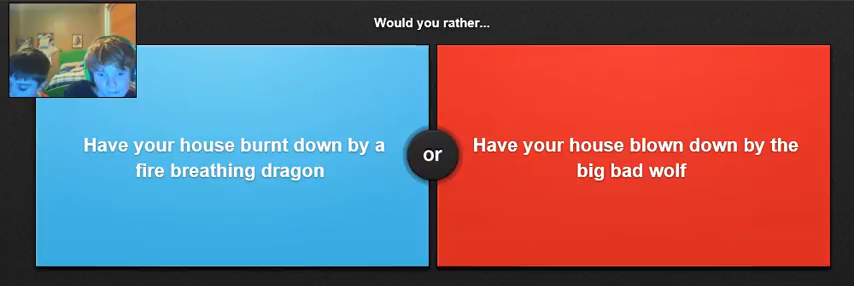 Would you rather...
Have your house burnt down by a
fire breathing dragon
or
Have your house blown down by the
big bad wolf